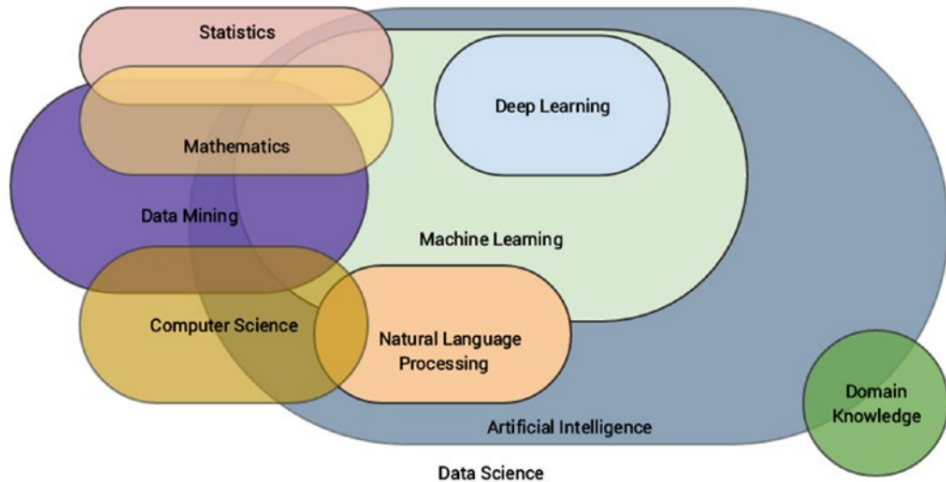 Statistics
Deep Learning
Mathematics
Data Mining
Machine Learning
Computer Science
Natural Language
Processing
Domain
Knowledge
Artificial Intelligence
Data Science